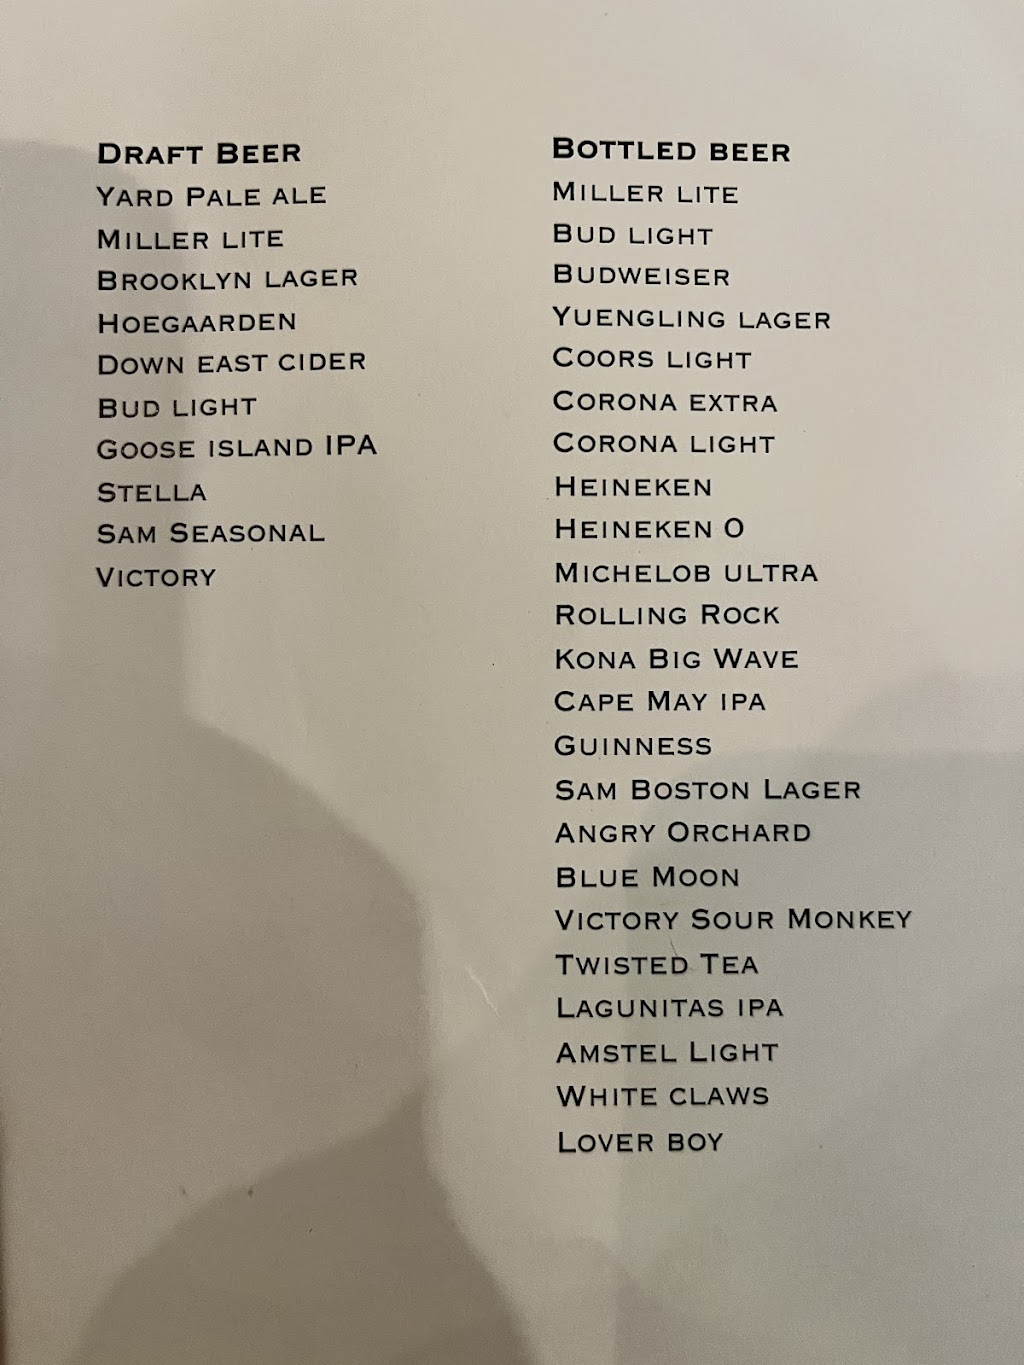 Draft Beer
Yard Pale ale
Miller lite
Brooklyn lager
Hoegaarden
Down east cider
Bud light
Goose island IPA
Stella
Sam Seasonal
Victory
Bottled beer
Miller lite
Bud light
Budweiser
Yuengling lager
Coors light
Corona extra
Corona light
Heineken
Heineken O
Michelob ultra
Rolling Rock
Kona Big Wave
Cape May ipa
Guinness
Sam Boston Lager
Angry Orchard
Blue Moon
Victory Sour Monkey
Twisted Tea
Lagunitas ipa
Amstel Light
White claws
Lover boy